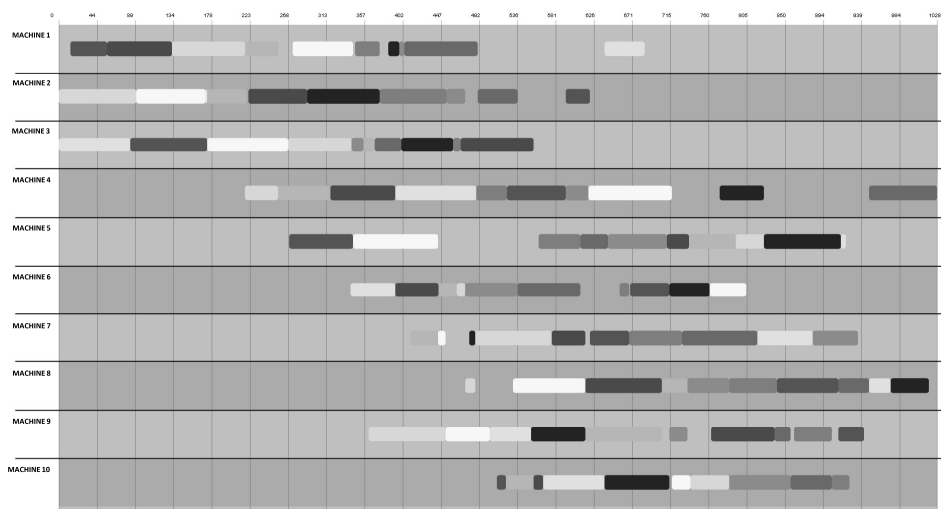 0 44 89 134 178 223 268 313 357 402 447 492 536 581 626 671 715 760 805 850 894 939 984 1028
MACHINE 1
MACHINE 2
MACHINE 3
MACHINE 4
MACHINE 5
MACHINE 6
MACHINE 7
MACHINE 8
MACHINE 9
MACHINE 10